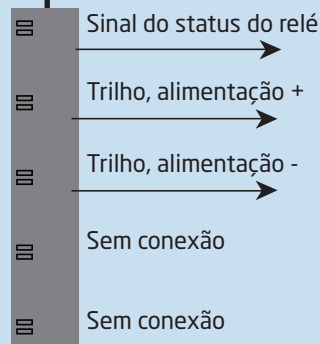 Sinal do status do relé
Trilho, alimentação +
Trilho, alimentação -
Sem conexão
Sem conexão